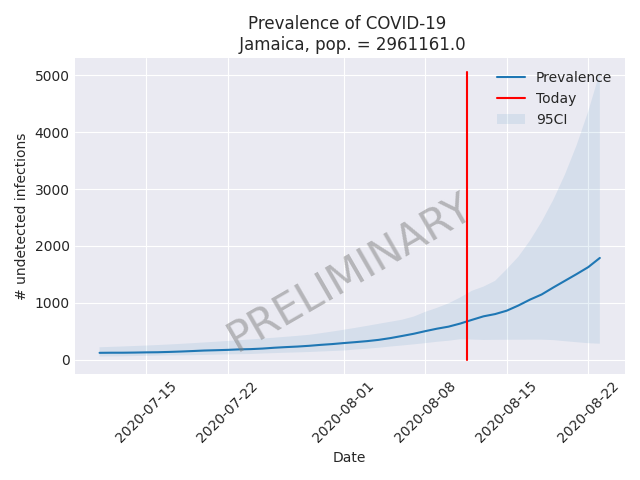 Prevalence of COVID-19
Jamaica, pop. = 2961161.0
Prevalence
Today
95CI
5000
4000
3000
2000
1000
0
# undetected infections
PRELIMINARY
2020-07-15
2020-07-22
2020-08-01
2020-08-08
2020-08-15
2020-08-22
Date